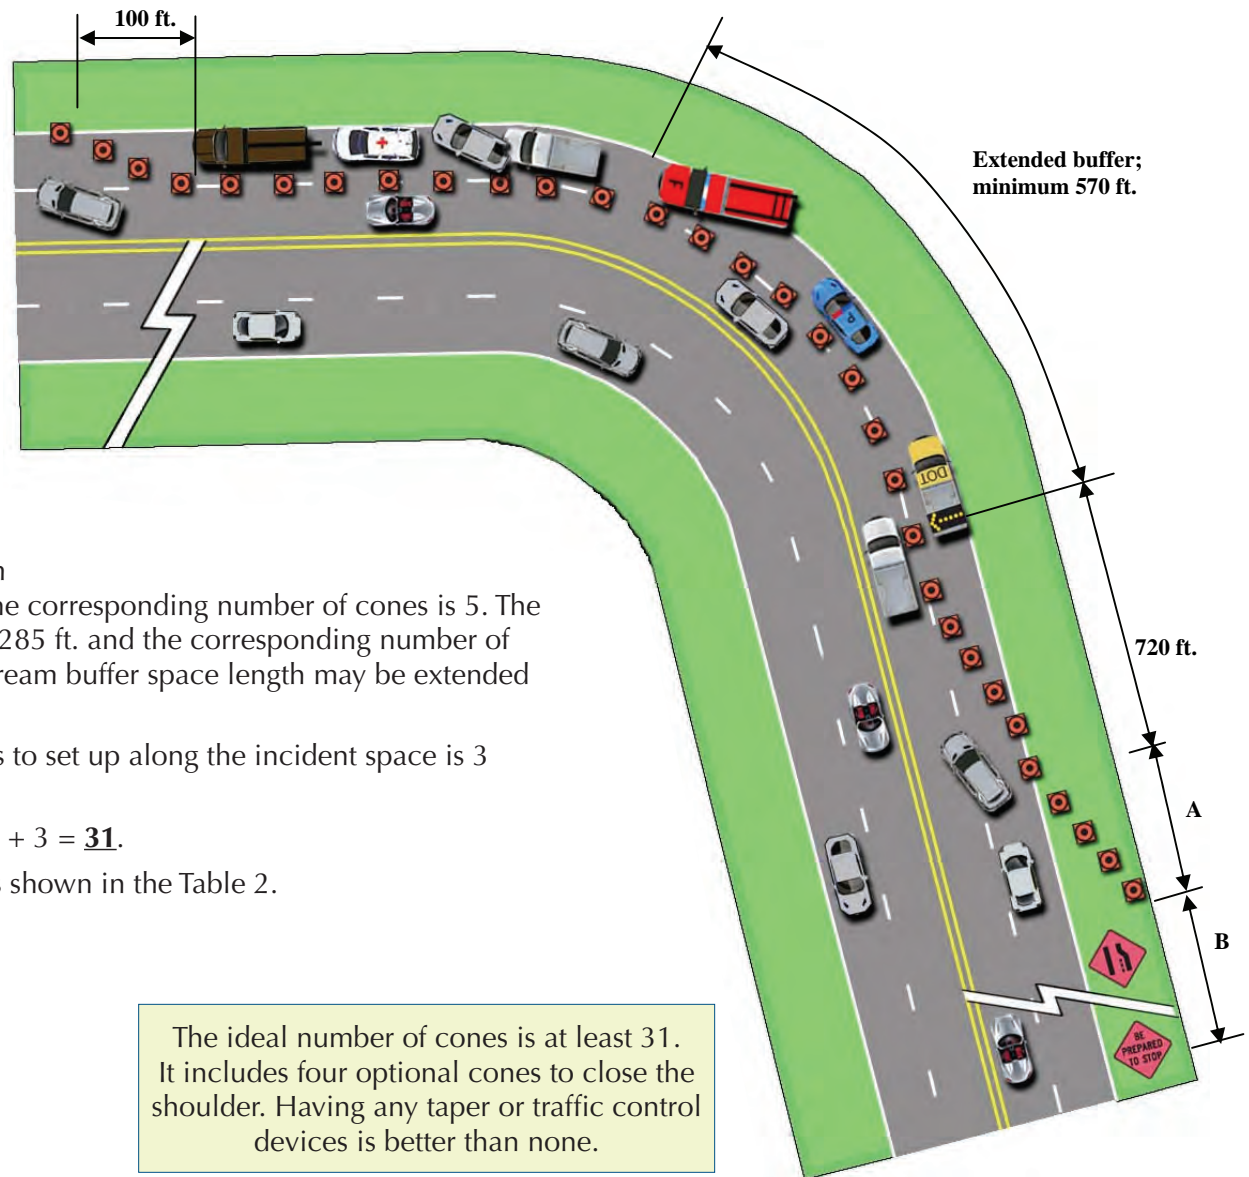 100 ft.
Extended buffer;
minimum 570 ft.
F
P
DOT
he corresponding number of cones is 5. The
285 ft. and the corresponding number of
ream buffer space length may be extended
720 ft.
s to set up along the incident space is 3
A
+ 3 = 31.
s shown in the Table 2.
B
BE
PREPARED
TO STOP
The ideal number of cones is at least 31.
It includes four optional cones to close the
shoulder. Having any taper or traffic control
devices is better than none.